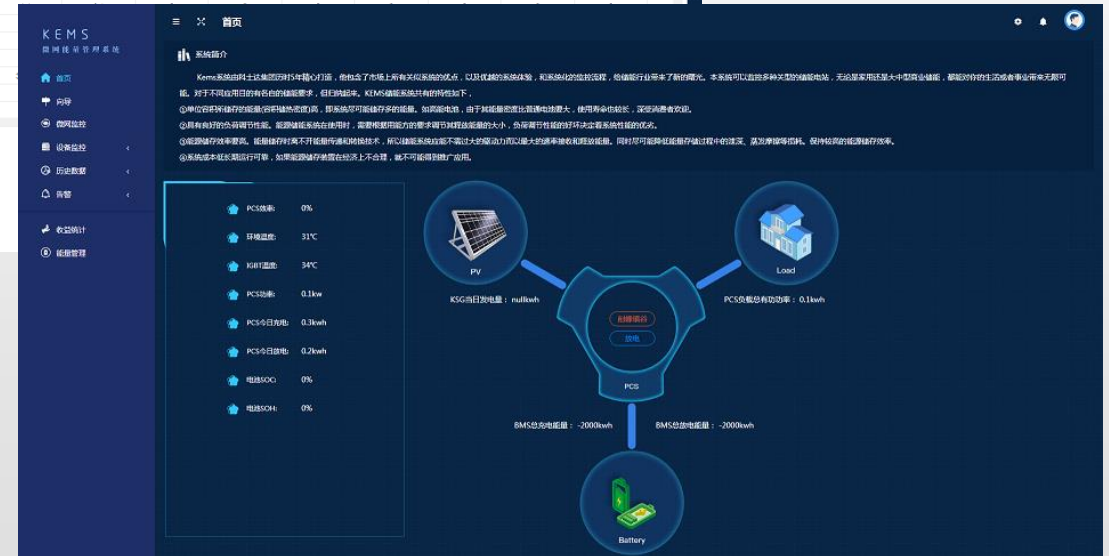 KEMS
微网能量管理系统
首页
向导
微网监控
设备监控
历史数据
告警
收益统计
能量管理
首页
系统简介
Kems系统由科士达集团历时5年精心打造，他包含了市场上所有关似系统的优点，以及优越的系统体验，和系统化的监控流程，给储能行业带来了新的曙光。本系统可以监控多种关型的储能电站，无论是家用还是大中型商业储能，都能对你的生活或者事业带来无限可
能。对于不同应用目的有各自的储能要求，但归纳起来。KEMS储能系统共有的特性如下，
①单位容积所储存的能量(容积储热密度)高，即系统尽可能储存多的能量。如高能电池，由于其能量密度比普通电池要大，使用寿命也较长，深受消费者欢迎。
②具有良好的负荷调节性能。能源储能系统在使用时，需要根据用能方的要求调节其释放能量的大小，负荷调节性能的好坏决定着系统性能的优劣。
③能源储存效率要高。能量储存时离不开能量传递和转换技术，所以储能系统应能不需过大的驱动力而以最大的速率接收和释放能量。同时尽可能降低能量存储过程中的泄漏、蒸发摩擦等损耗。保持较高的能源储存效率。
④系统成本低长期运行可靠，如果能源储存装置在经济上不合理，就不可能得到推广应用。
PCS效率: 0%
环境温度: 31℃
IGBT温度: 34℃
PCS功率: 0.1kw
PCS今日充电: 0.3kwh
PCS今日放电: 0.2kwh
电池SOC: 0%
电池SOH: 0%
PV
Load
KSG当日发电量： nullkwh
PCS负载总有功功率： 0.1kwh
削峰填谷
放电
PCS
BMS总充电能量： -2000kwh
BMS总放电能量： -2000kwh
Battery